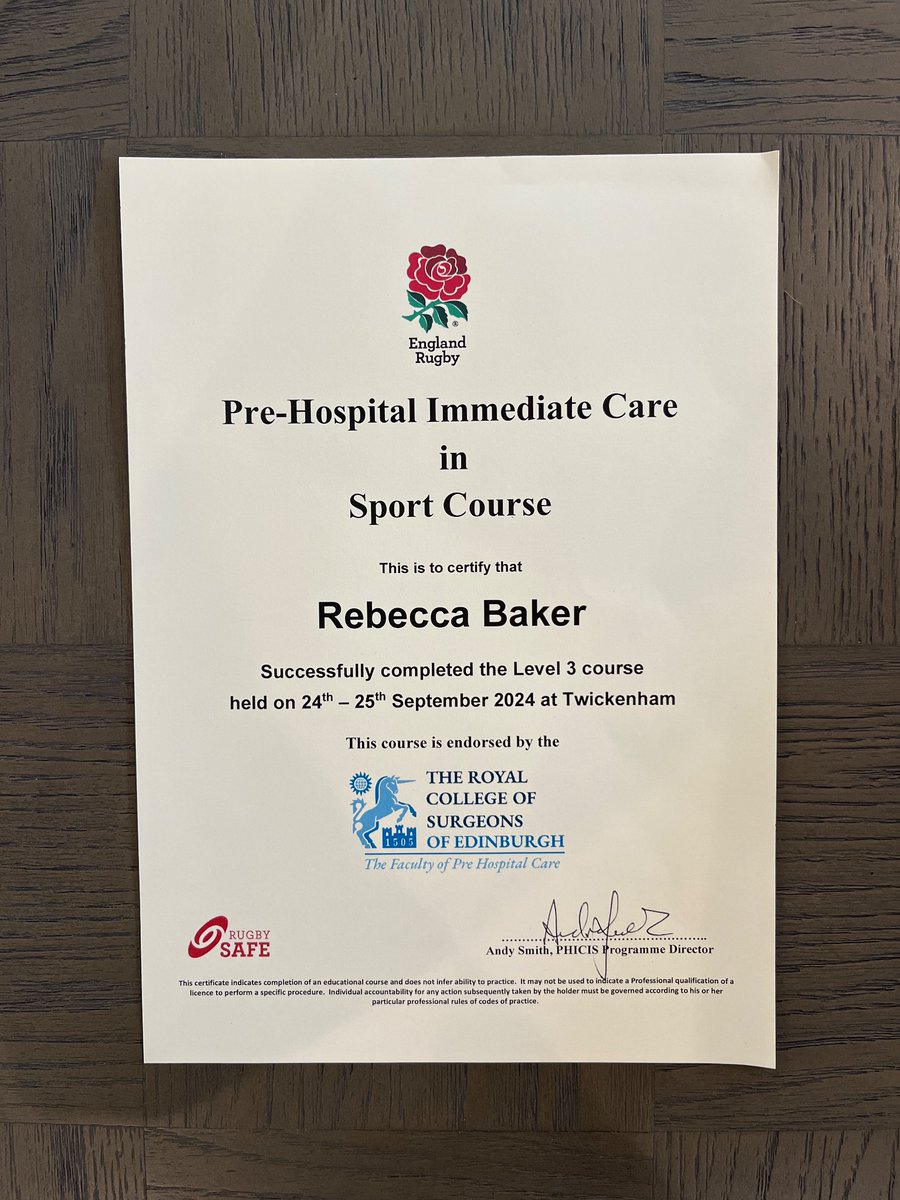 England
Rugby
Pre-Hospital Immediate Care
in
Sport Course
This is to certify that
Rebecca Baker
Successfully completed the Level 3 course
held on 24th – 25th September 2024 at Twickenham
This course is endorsed by the
THE ROYAL
COLLEGE OF
SURGEONS
OF EDINBURGH
1505
The Faculty of Pre Hospital Care
RUGBY
SAFE
Andy Smith, PHICIS Programme Director
This certificate indicates completion of an educational course and does not infer ability to practice. It may not be used to indicate a Professional qualification of a
licence to perform a specific procedure. Individual accountability for any action subsequently taken by the holder must be governed according to his or her
particular professional rules of codes of practice.